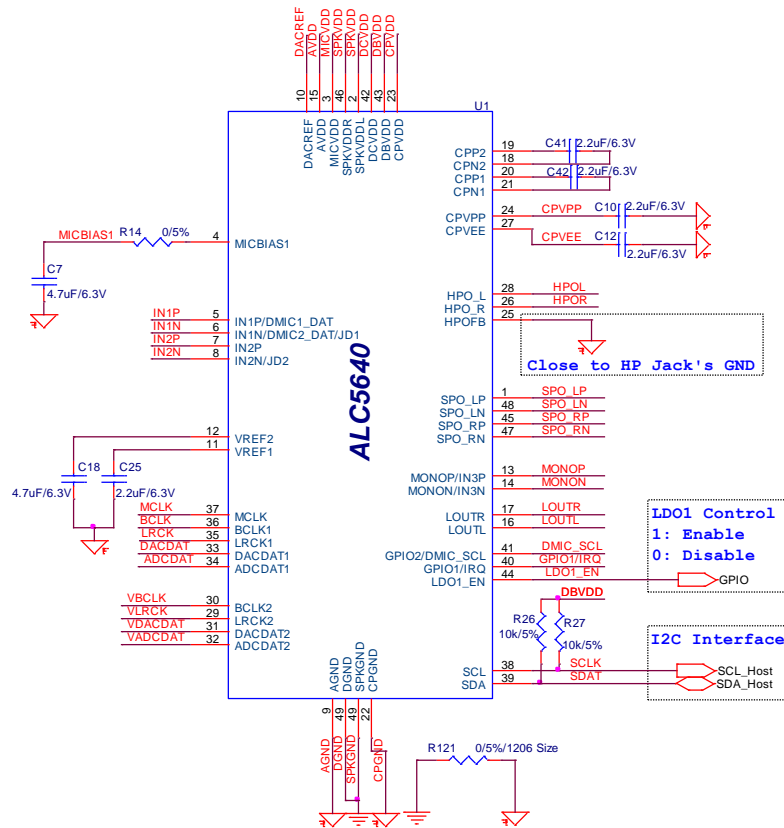 DACREF
AVDD
MICVDD
SPKVDD
SPKVDD
DCVDD
DBVDD
CPVDD
10
15
3
46
2
42
43
23
U1
DACREF
AVDD
MICVDD
SPKVDDR
SPKVDDL
DCVDD
DBVDD
CPVDD
CPP2 19 C41 2.2uF/6.3V
CPN2 18
CPP1 20 C42 2.2uF/6.3V
CPN1 21
CPVPP 24 CPVPP C10 2.2uF/6.3V
CPVEE 27 CPVEE C12 2.2uF/6.3V
MICBIAS1 R14 0/5% 4 MICBIAS1
C7
4.7uF/6.3V
HPO_L 28 HPOL
HPO_R 26 HPOR
HPOFB 25
Close to HP Jack's GND
IN1P 5 IN1P/DMIC1_DAT
IN1N 6 IN1N/DMIC2_DAT/JD1
IN2P 7 IN2P
IN2N 8 IN2N/JD2
ALC5640
SPO_LP 1 SPO_LP
SPO_LN 48 SPO_LN
SPO_RP 45 SPO_RP
SPO_RN 47 SPO_RN
12 VREF2
11 VREF1
C18 C25
4.7uF/6.3V 2.2uF/6.3V
MONOP/IN3P 13 MONOP
MONON/IN3N 14 MONON
MCLK 37 MCLK
BCLK 36 BCLK1
LRCK 35 LRCK1
DACDAT 33 DACDAT1
ADCDAT 34 ADCDAT1
LOUTR 17 LOUTR
LOUTL 16 LOUTL
GPIO2/DMIC_SCL 41 DMIC_SCL
GPIO1/IRQ 40 GPIO1/IRQ
LDO1_EN 44 LDO1_EN GPIO
LDO1 Control
1: Enable
0: Disable
VBCLK 30 BCLK2
VLRCK 29 LRCK2
VDACDAT 31 DACDAT2
VADCDAT 32 ADCDAT2
DBVDD
R26 R27
10k/5% 10k/5%
I2C Interface
SCL 38 SCLK SCL_Host
SDA 39 SDAT SDA_Host
AGND
DGND
SPKGND
CPGND
9
49
49
22
AGND
DGND
SPKGND
CPGND
R121 0/5%/1206 Size